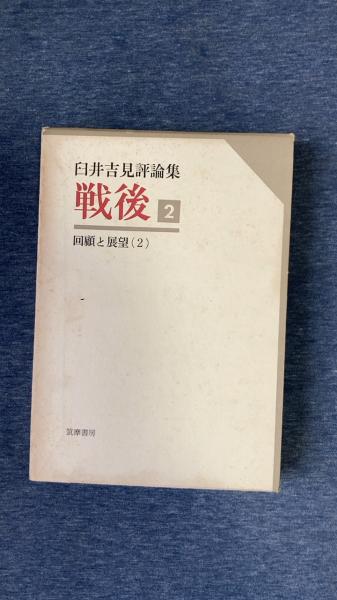 臼井吉見評論集
戦後 2
回顧と展望(2)
筑摩書房